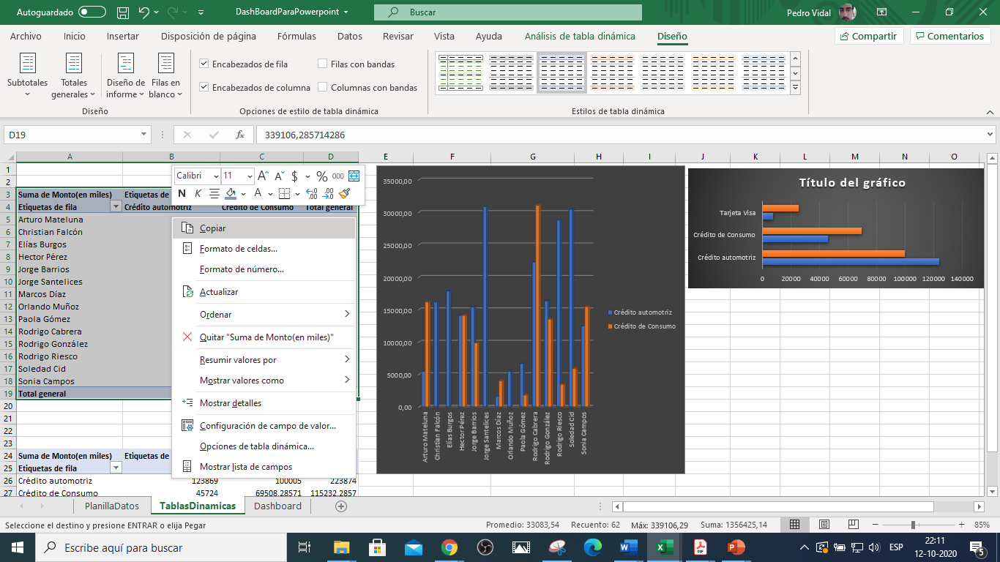 Autoguardado
DashBoardParaPowerpoint
Buscar
Pedro Vidal
Archivo Inicio Insertar Disposición de página Fórmulas Datos Revisar Vista Ayuda Análisis de tabla dinámica Diseño Compartir Comentarios
Subtotales
Totales generales
Diseño de informe
Filas en blanco
Diseño
Encabezados de fila
Filas con bandas
Encabezados de columna
Columnas con bandas
Opciones de estilo de tabla dinámica
Estilos de tabla dinámica
D19
fx
339106,285714286
A B C D E F G H I J K L M N O
1
2
3 Suma de Monto(en miles) Etiquetas de
4 Etiquetas de fila Crédito automotriz Crédito de Consumo Total general
5 Arturo Mateluna
6 Christian Falcón
7 Elías Burgos
8 Hector Pérez
9 Jorge Barrios
10 Jorge Santelices
11 Marcos Díaz
12 Orlando Muñoz
13 Paola Gómez
14 Rodrigo Cabrera
15 Rodrigo González
16 Rodrigo Riesco
17 Soledad Cid
18 Sonia Campos
19 Total general
20
21
22
23
24 Suma de Monto(en miles) Etiquetas de
25 Etiquetas de fila
26 Crédito automotriz 123869 100005 223874
27 Crédito de Consumo 45724 69508.28571 115232.2857
Calibri 11 A A $ % 000
N K A
Copiar
Formato de celdas...
Formato de número...
Actualizar
Ordenar
Quitar "Suma de Monto(en miles)"
Resumir valores por
Mostrar valores como
Mostrar detalles
Configuración de campo de valor...
Opciones de tabla dinámica...
Mostrar lista de campos
35000,00
30000,00
25000,00
20000,00
15000,00
10000,00
5000,00
0,00
Arturo Mateluna
Christian Falcón
Elías Burgos
Hector Pérez
Jorge Barrios
Jorge Santelices
Marcos Díaz
Orlando Muñoz
Paola Gómez
Rodrigo Cabrera
Rodrigo González
Rodrigo Riesco
Soledad Cid
Sonia Campos
Crédito automotriz
Crédito de Consumo
Título del gráfico
Tarjeta Visa
Crédito de Consumo
Crédito automotriz
0 20000 40000 60000 80000 100000 120000 140000
PlanillaDatos TablasDinamicas Dashboard
Seleccione el destino y presione ENTRAR o elija Pegar
Promedio: 33083,54 Recuento: 62 Máx: 339106,29 Suma: 1356425,14
85%
Escribe aquí para buscar
ESP
22:11
12-10-2020
5